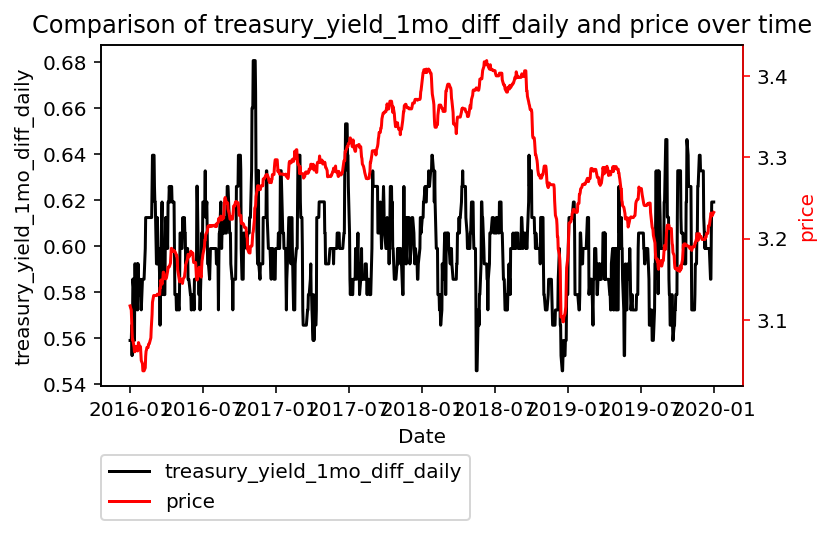 Comparison of treasury_yield_1mo_diff_daily and price over time
treasury_yield_1mo_diff_daily
0.68
0.66
0.64
0.62
0.60
0.58
0.56
0.54
3.4
3.3
3.2
3.1
price
2016-01 2016-07 2017-01 2017-07 2018-01 2018-07 2019-01 2019-07 2020-01
Date
treasury_yield_1mo_diff_daily
price